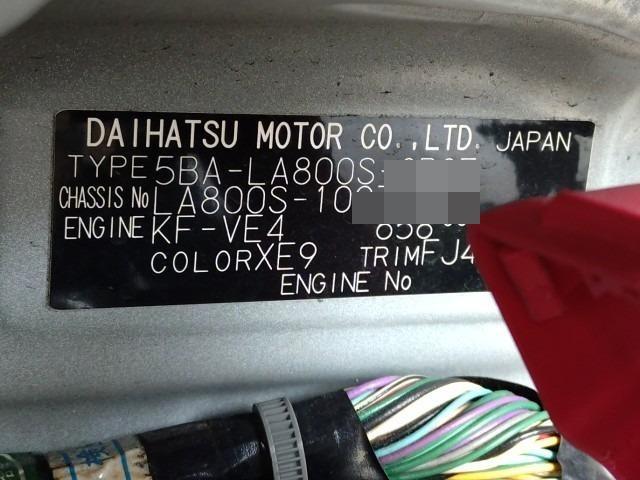 DAIHATSU MOTOR CO.,LTD. JAPAN
TYPE 5BA-LA800S-
CHASSIS No LA800S-10
ENGINE KF-VE4 658
COLOR XE9 TRIM FJ4
ENGINE No